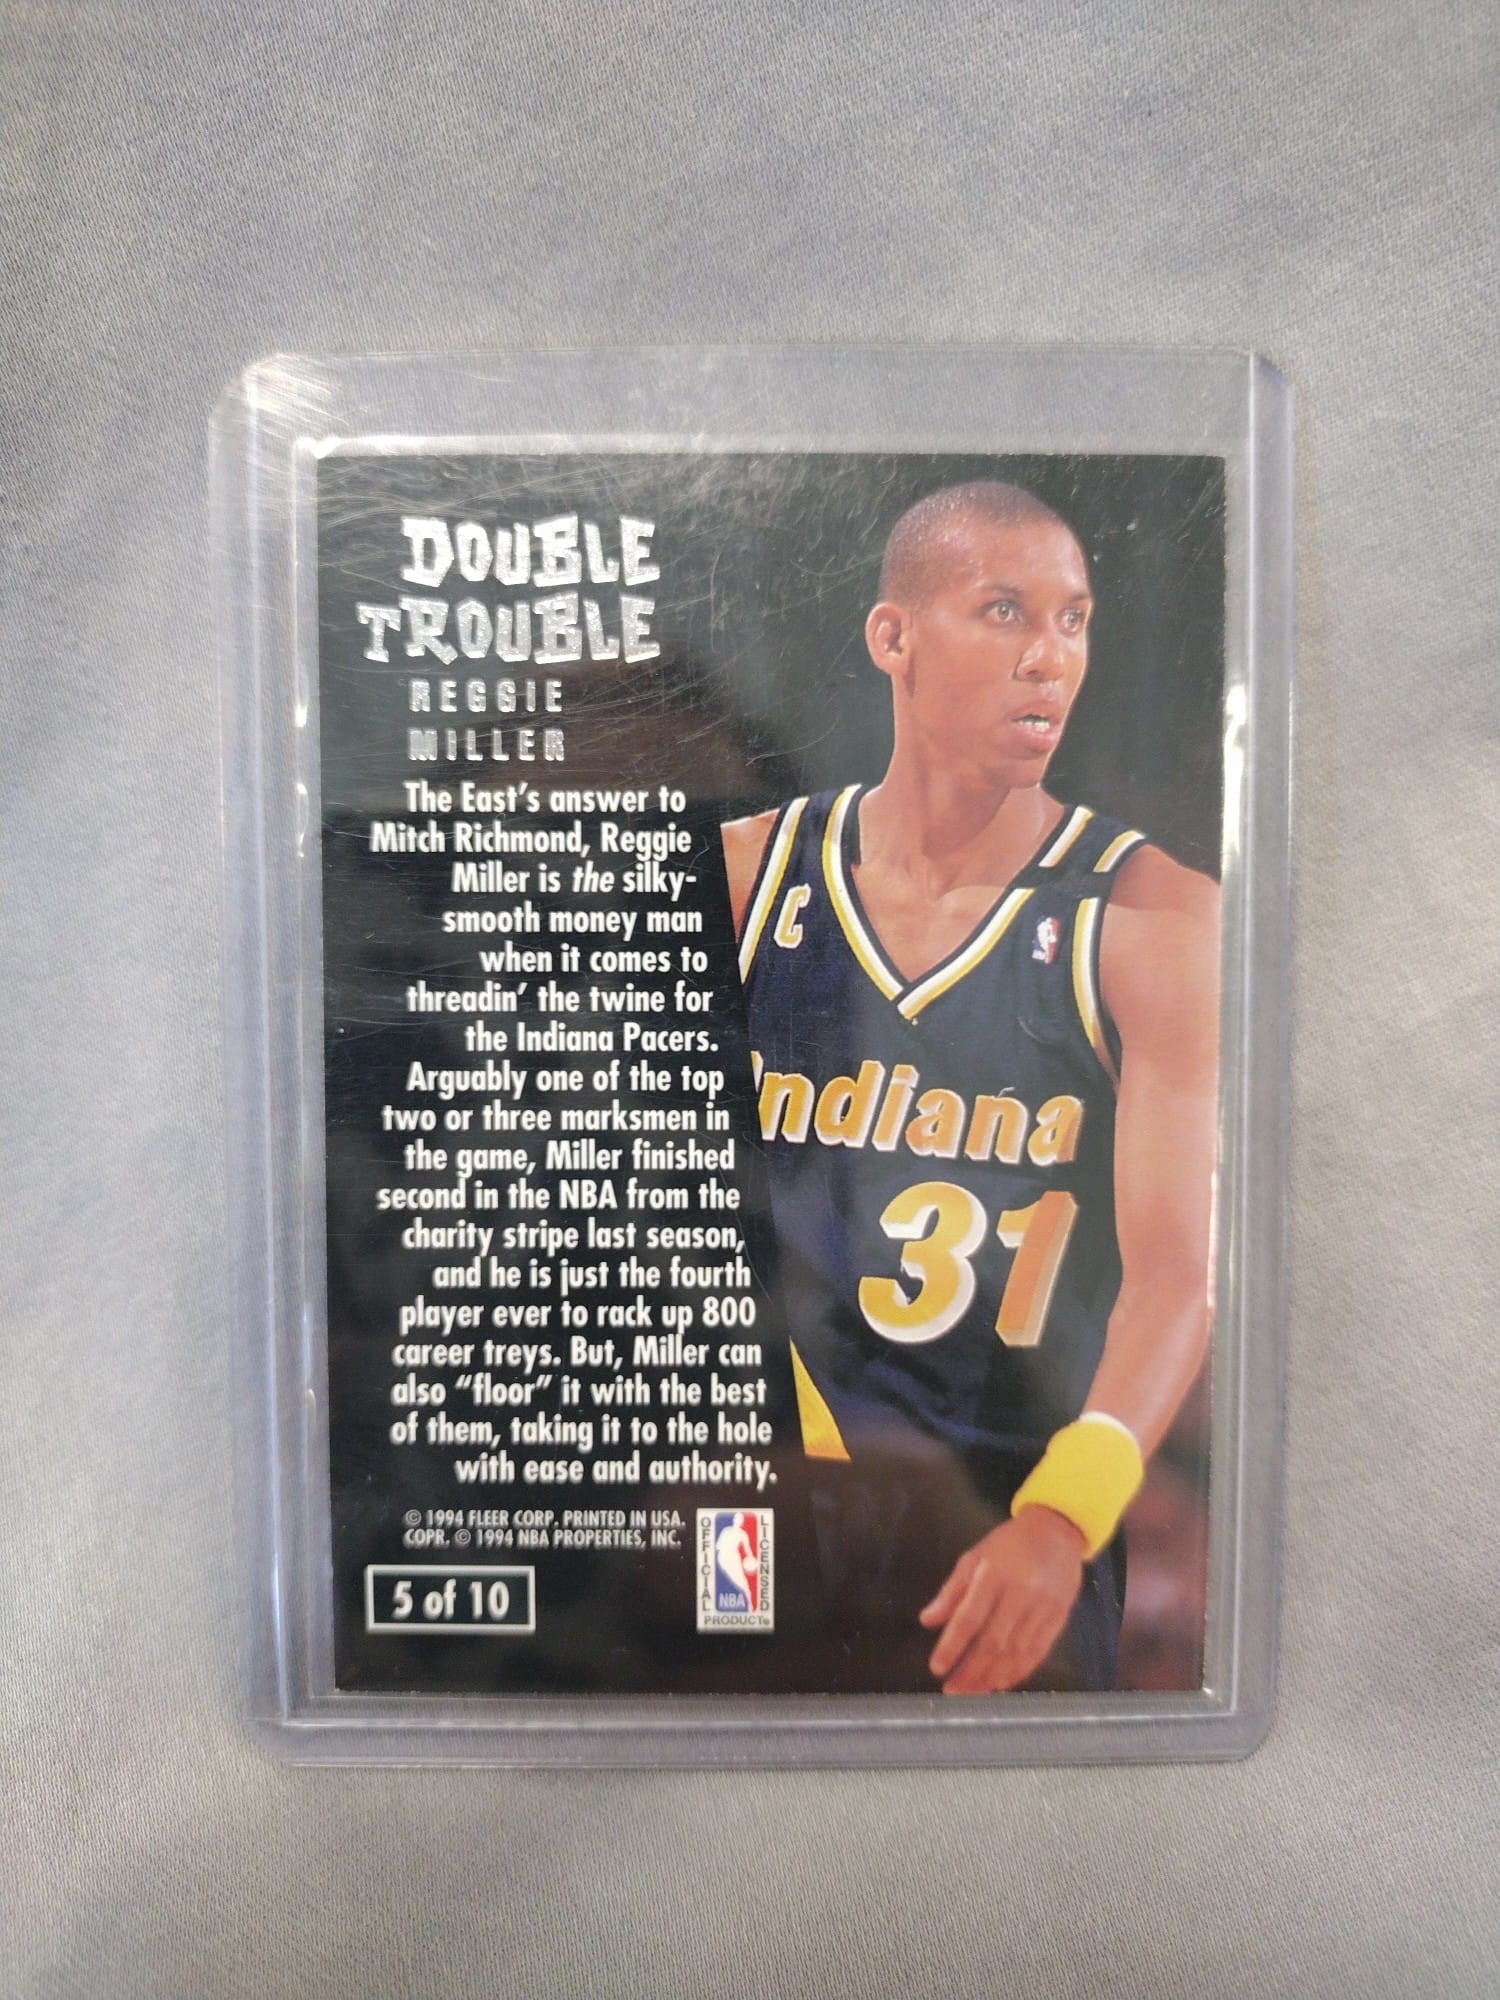 DOUBLE
TROUBLE
REGGIE
MILLER
The East's answer to
Mitch Richmond, Reggie
Miller is the silky-
smooth money man
when it comes to
threadin' the twine for
the Indiana Pacers.
Arguably one of the top
two or three marksmen in
the game, Miller finished
second in the NBA from the
charity stripe last season,
and he is just the fourth
player ever to rack up 800
career treys. But, Miller can
also "floor" it with the best
of them, taking it to the hole
with ease and authority.
© 1994 FLEER CORP. PRINTED IN USA.
COPR. © 1994 NBA PROPERTIES, INC.
5 of 10
OFFICIAL
LICENSED
NBA
PRODUCT®
C
Indiana
31